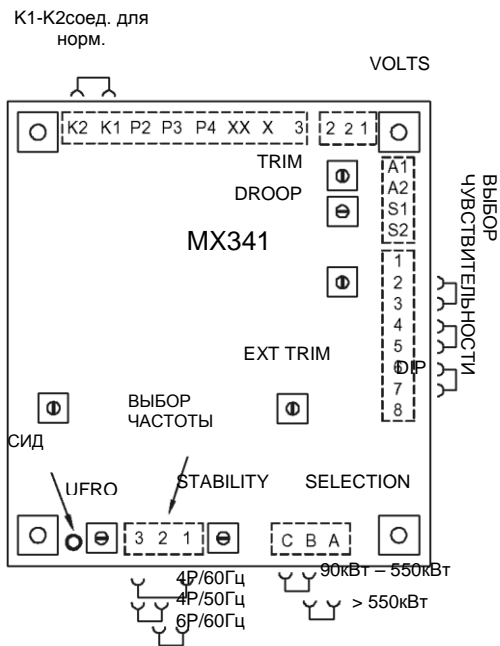 K1-K2соед. для
норм.
VOLTS
K2 K1 P2 P3 P4 XX X 3
2 2 1
TRIM
DROOP
A1
A2
S1
S2
MX341
ВЫБОР
ЧУВСТВИТЕЛЬНОСТИ
1
2
3
4
5
6
7
8
EXT TRIM
DIP
ВЫБОР
ЧАСТОТЫ
СИД
UFRO
STABILITY
SELECTION
3 2 1
C B A
4P/60Гц
4P/50Гц
6P/60Гц
90кВт – 550кВт
> 550кВт